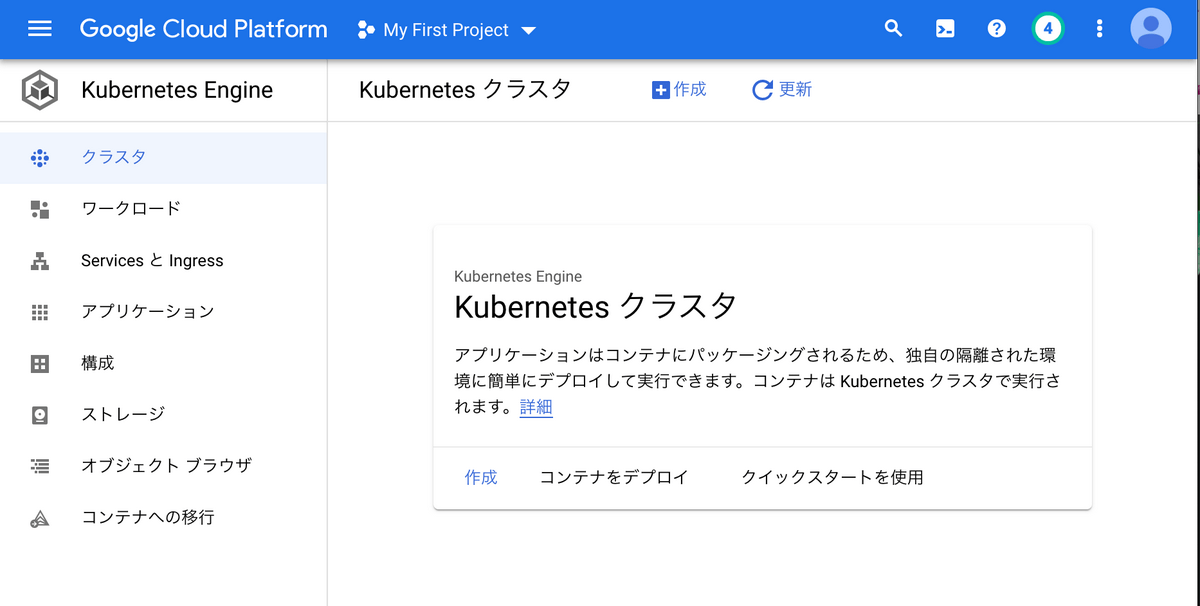 Google Cloud Platform
My First Project
4
Kubernetes Engine
Kubernetes クラスタ
作成
更新
クラスタ
ワークロード
Services と Ingress
アプリケーション
構成
ストレージ
オブジェクト ブラウザ
コンテナへの移行
Kubernetes Engine
Kubernetes クラスタ
アプリケーションはコンテナにパッケージングされるため、独自の隔離された環
境に簡単にデプロイして実行できます。コンテナは Kubernetes クラスタで実行さ
れます。詳細
作成
コンテナをデプロイ
クイックスタートを使用